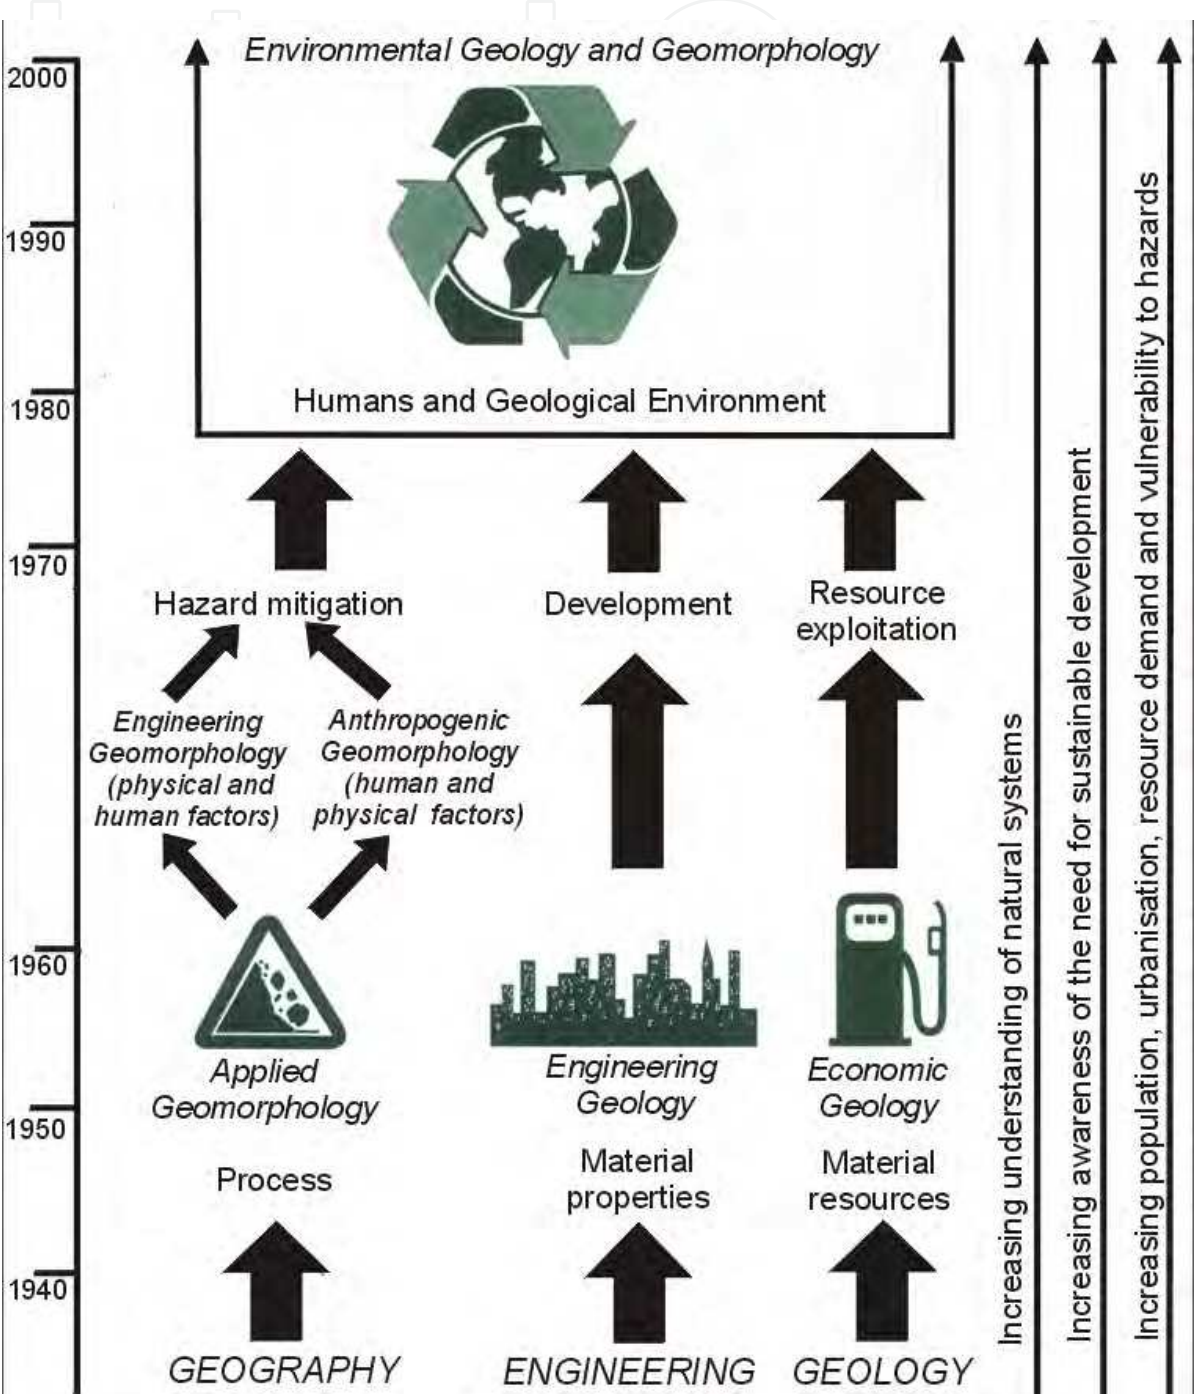 Environmental Geology and Geomorphology
2000
1990
1980
Humans and Geological Environment
1970
Hazard mitigation
Development
Resource
exploitation
Engineering
Geomorphology
(physical and
human factors)
Anthropogenic
Geomorphology
(human and
physical factors)
1960
Applied
Geomorphology
Engineering
Geology
Economic
Geology
1950
Process
Material
properties
Material
resources
1940
GEOGRAPHY
ENGINEERING
GEOLOGY
Increasing understanding of natural systems
Increasing awareness of the need for sustainable development
Increasing population, urbanisation, resource demand and vulnerability to hazards